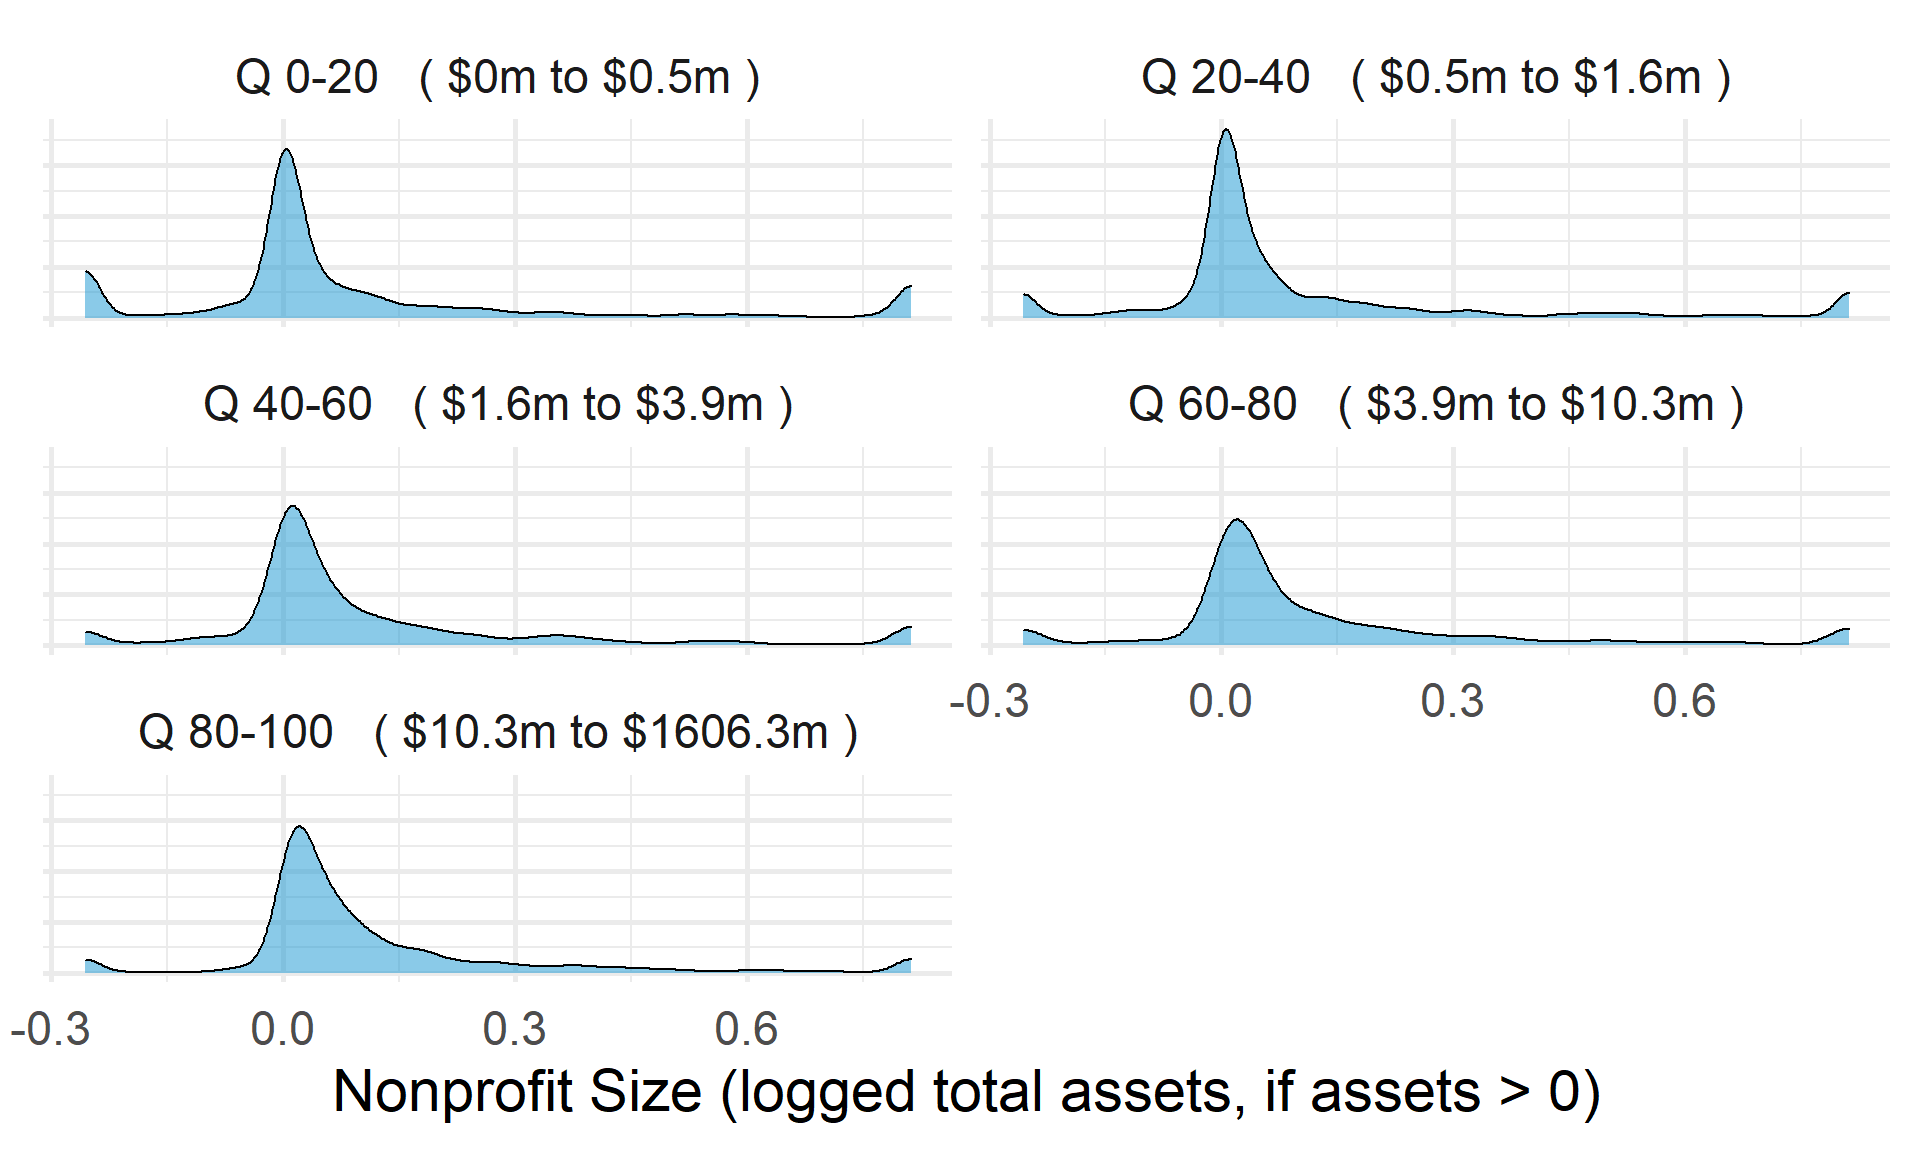 Q 0-20   ( $0m to $0.5m )
Q 20-40   ( $0.5m to $1.6m )
Q 40-60   ( $1.6m to $3.9m )
Q 60-80   ( $3.9m to $10.3m )
-0.3 0.0 0.3 0.6
Q 80-100   ( $10.3m to $1606.3m )
-0.3 0.0 0.3 0.6
Nonprofit Size (logged total assets, if assets > 0)